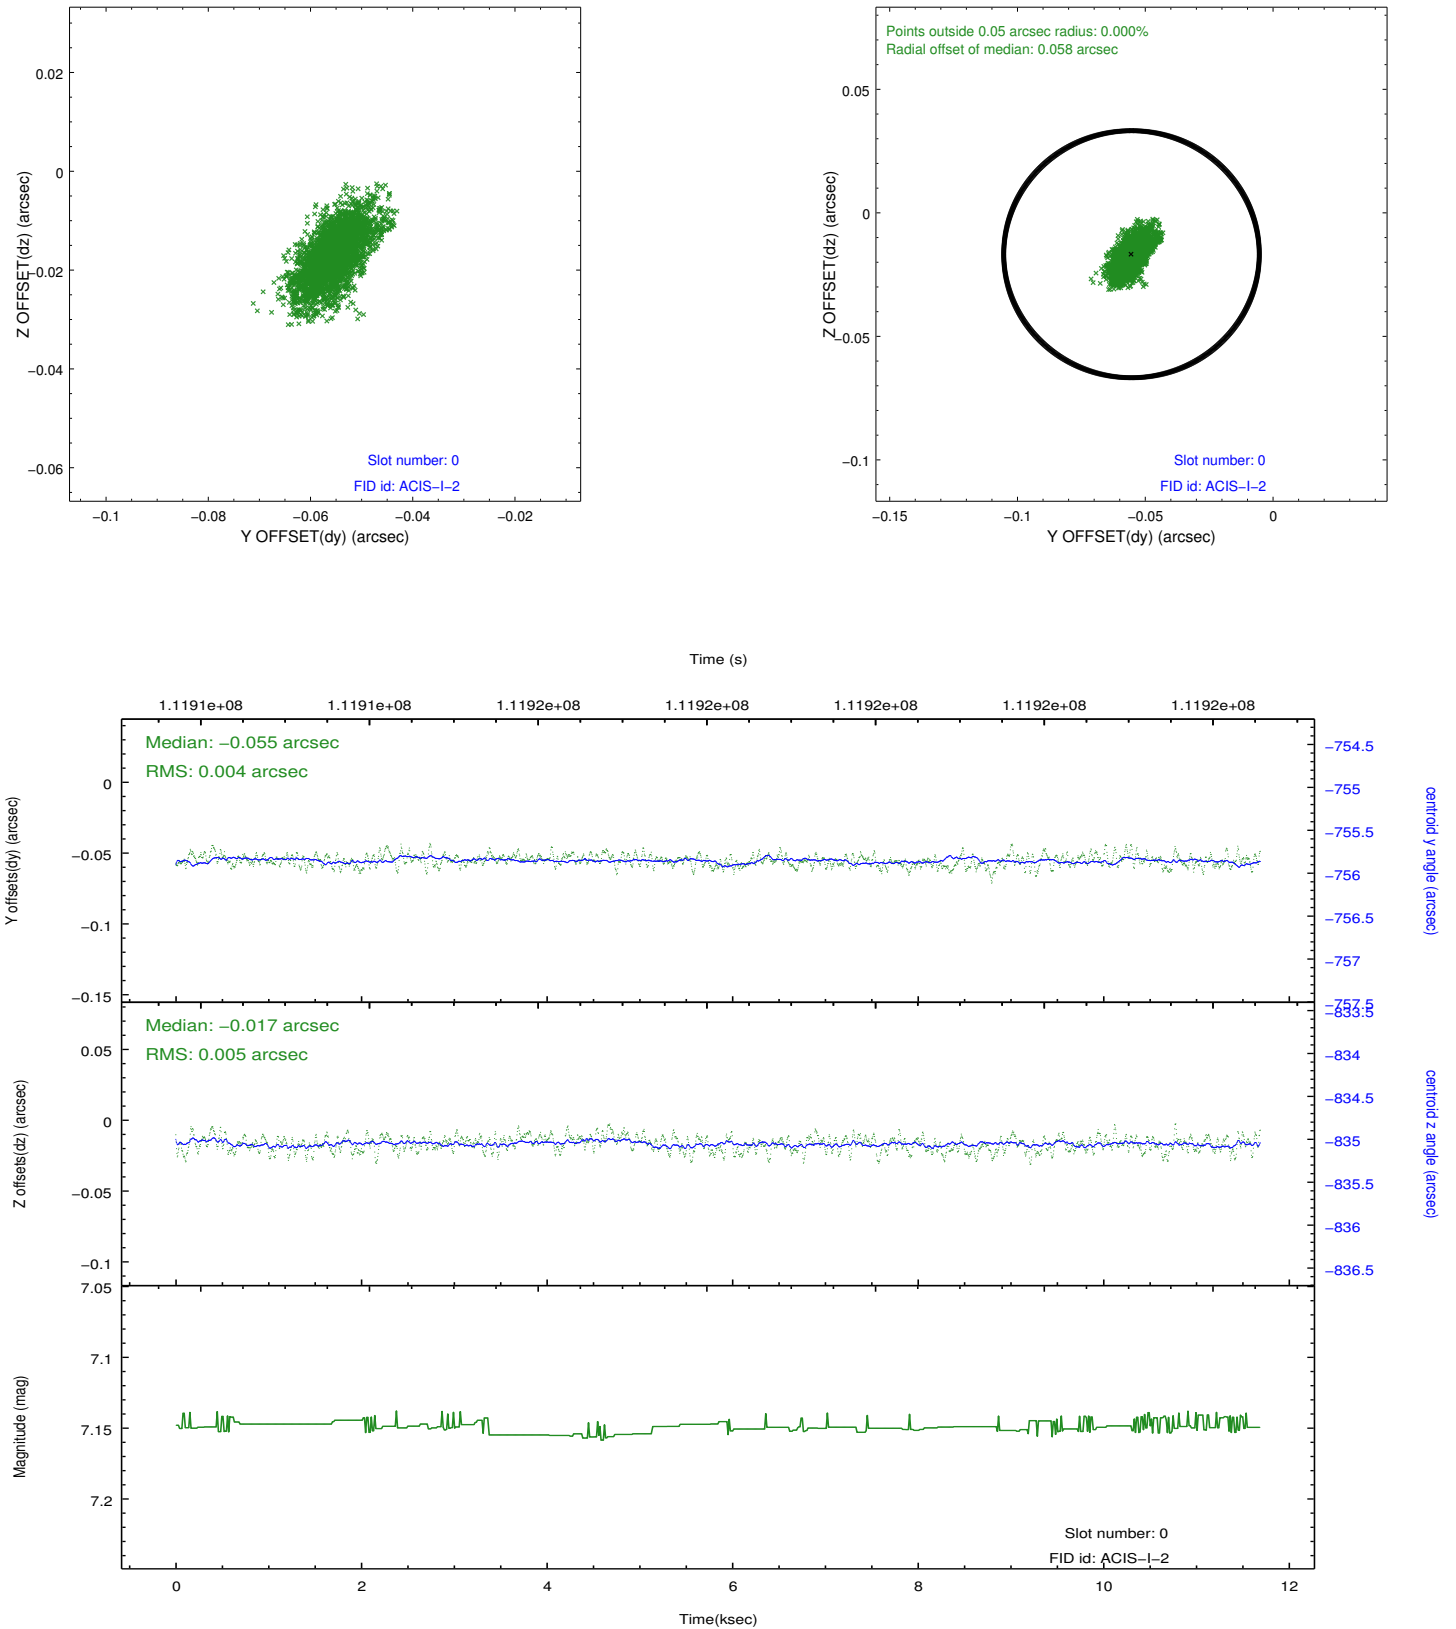 0.02
0
−0.02
−0.04
−0.06
Z OFFSET(dz) (arcsec)
Slot number: 0
FID id: ACIS−I−2
−0.1
−0.08
−0.06
−0.04
−0.02
Y OFFSET(dy) (arcsec)
Points outside 0.05 arcsec radius: 0.000%
Radial offset of median: 0.058 arcsec
0.05
0
−0.05
−0.1
Z OFFSET(dz) (arcsec)
Slot number: 0
FID id: ACIS−I−2
−0.15
−0.1
−0.05
0
Y OFFSET(dy) (arcsec)
Time (s)
1.1191e+08
1.1191e+08
1.1192e+08
1.1192e+08
1.1192e+08
1.1192e+08
1.1192e+08
Median: −0.055 arcsec
RMS: 0.004 arcsec
0
−0.05
−0.1
−0.15
Y offsets(dy) (arcsec)
−754.5
−755
−755.5
−756
−756.5
−757
−757.5
centroid y angle (arcsec)
Median: −0.017 arcsec
RMS: 0.005 arcsec
0.05
0
−0.05
−0.1
Z offsets(dz) (arcsec)
−833.5
−834
−834.5
−835
−835.5
−836
−836.5
centroid z angle (arcsec)
7.05
7.1
7.15
7.2
Magnitude (mag)
Slot number: 0
FID id: ACIS−I−2
0
2
4
6
8
10
12
Time(ksec)